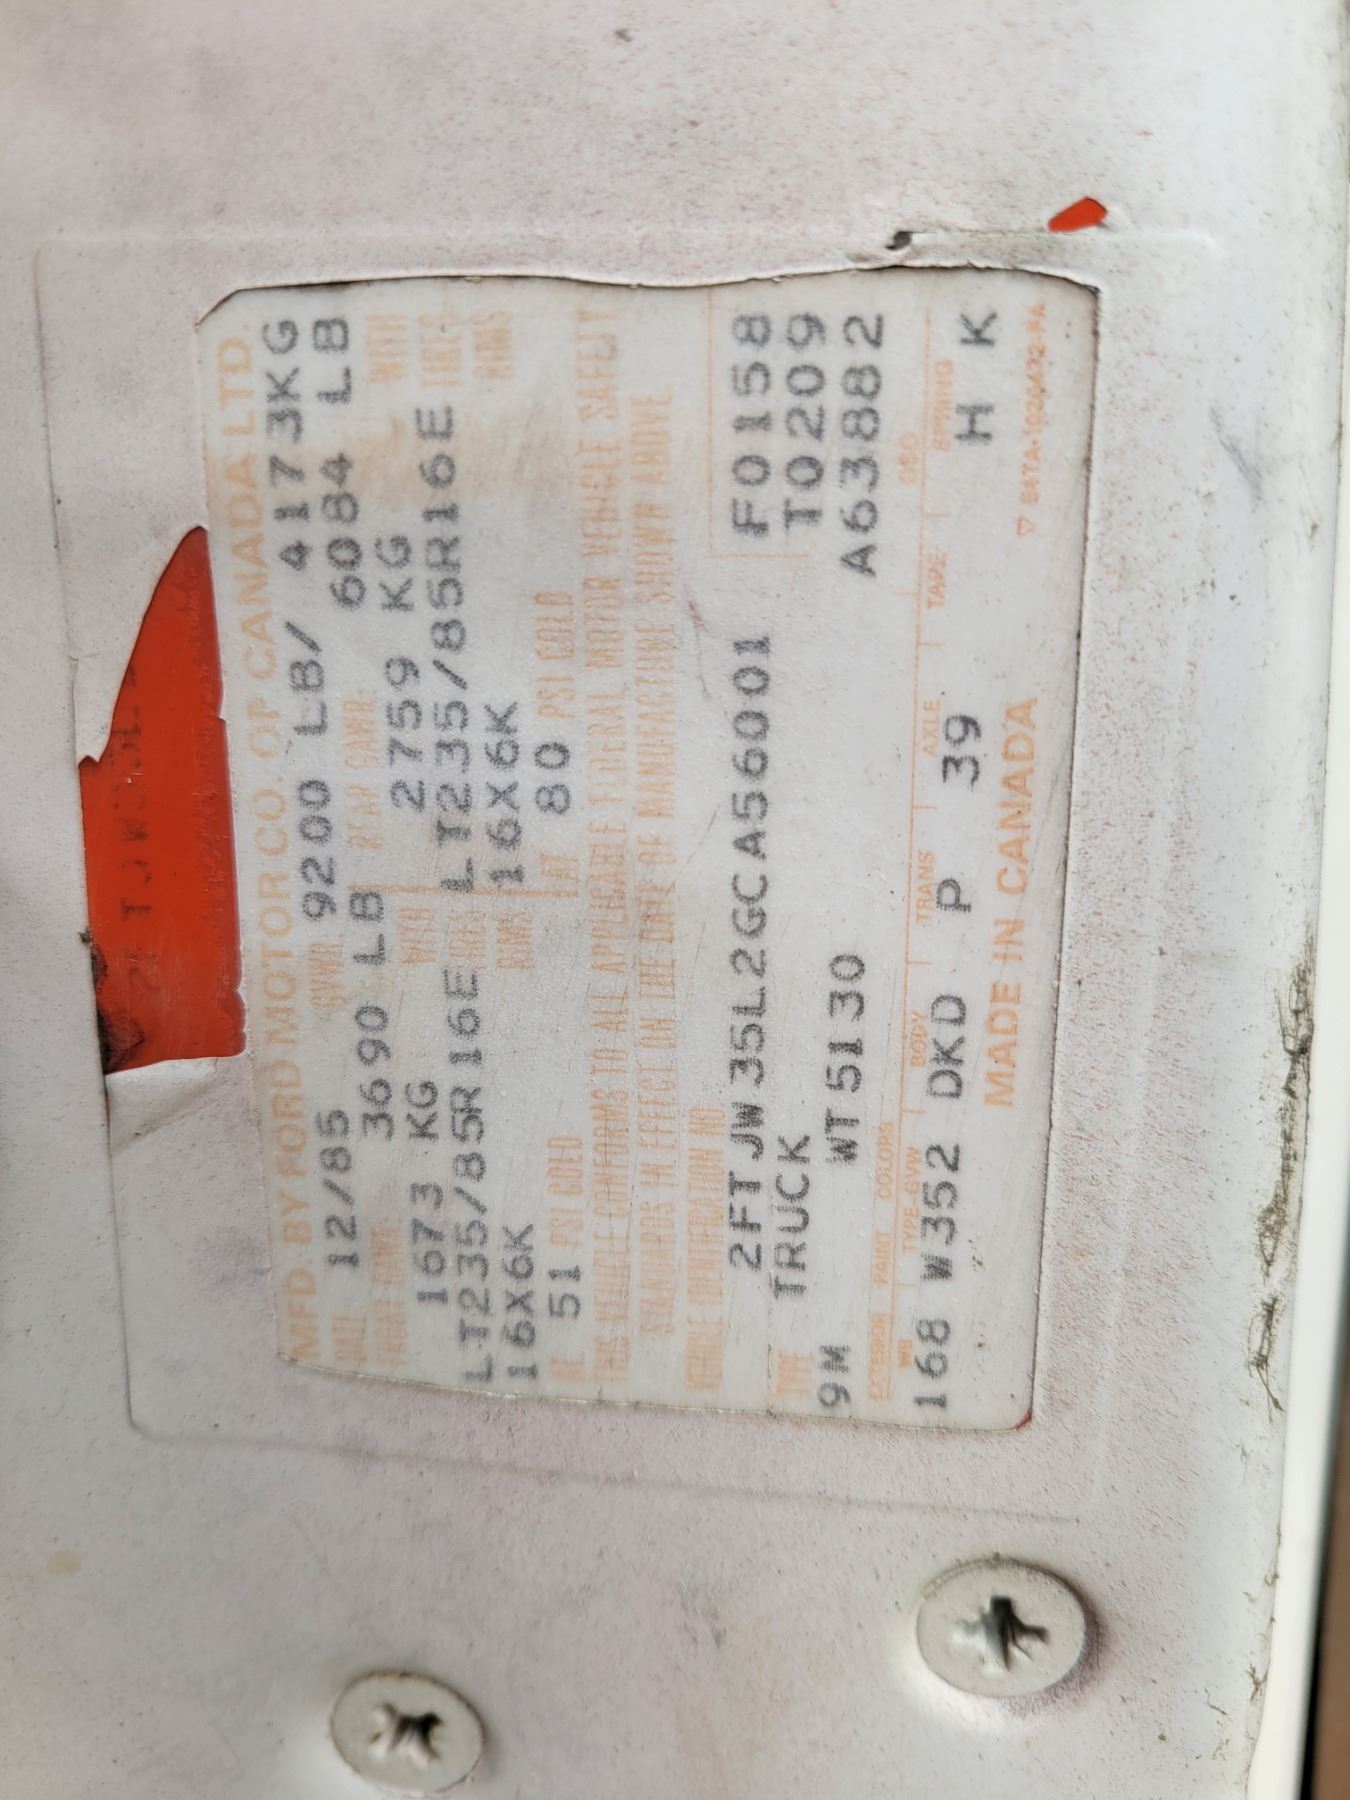 MFD. BY FORD MOTOR CO. OF CANADA LTD.
DATE 12/85 GVWR 9200 LB/ 4173KG
FRONT GAWR 3690 LB REAR GAWR 6084 LB
1673 KG WITH 2759 KG WITH
LT235/85R16E TIRES LT235/85R16E TIRES
16X6K RIMS 16X6K RIMS
AT 51 PSI COLD AT 80 PSI COLD
THIS VEHICLE CONFORMS TO ALL APPLICABLE FEDERAL MOTOR VEHICLE SAFETY
STANDARDS IN EFFECT ON THE DATE OF MANUFACTURE SHOWN ABOVE
VEHICLE IDENTIFICATION NO
2FTJW35L2GCA56001 F0158
TYPE TRUCK T0209
9M WT5130 A63882
EXTERIOR PAINT COLORS DSO
WB TYPE-GVW BODY TRANS AXLE TAPE SPRING
168 W352 DKD P 39 H K
MADE IN CANADA